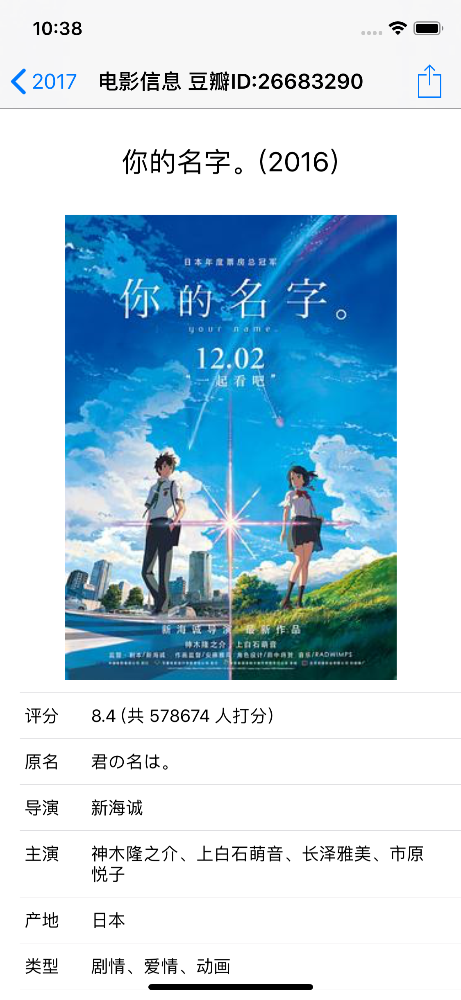 10:38
2017 电影信息 豆瓣ID:26683290
你的名字。(2016)
日本年度票房总冠军
你的名字。
your name.
12.02
“一起看吧”
新海诚导演 最新作品
神木隆之介 上白石萌音
监督·剧本/新海诚 作画监督/安藤雅司 角色设计/田中将贺 音乐/RADWIMPS
评分 8.4 (共 578674 人打分)
原名 君の名は。
导演 新海诚
主演 神木隆之介、上白石萌音、长泽雅美、市原
悦子
产地 日本
类型 剧情、爱情、动画